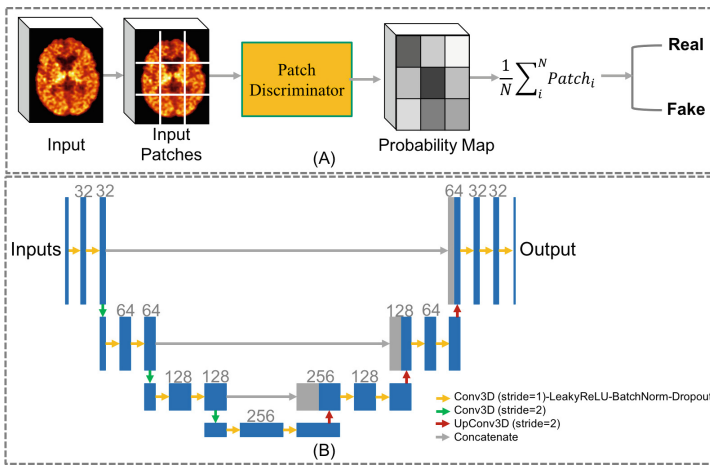 Input
Input
Patches
Patch
Discriminator
Probability Map
1/N ∑_i^N Patch_i
Real
Fake
(A)
32 32
64 32 32
Inputs
Output
64 64
128 64
128 128
256 128
256
Conv3D (stride=1)-LeakyReLU-BatchNorm-Dropout
Conv3D (stride=2)
UpConv3D (stride=2)
Concatenate
(B)